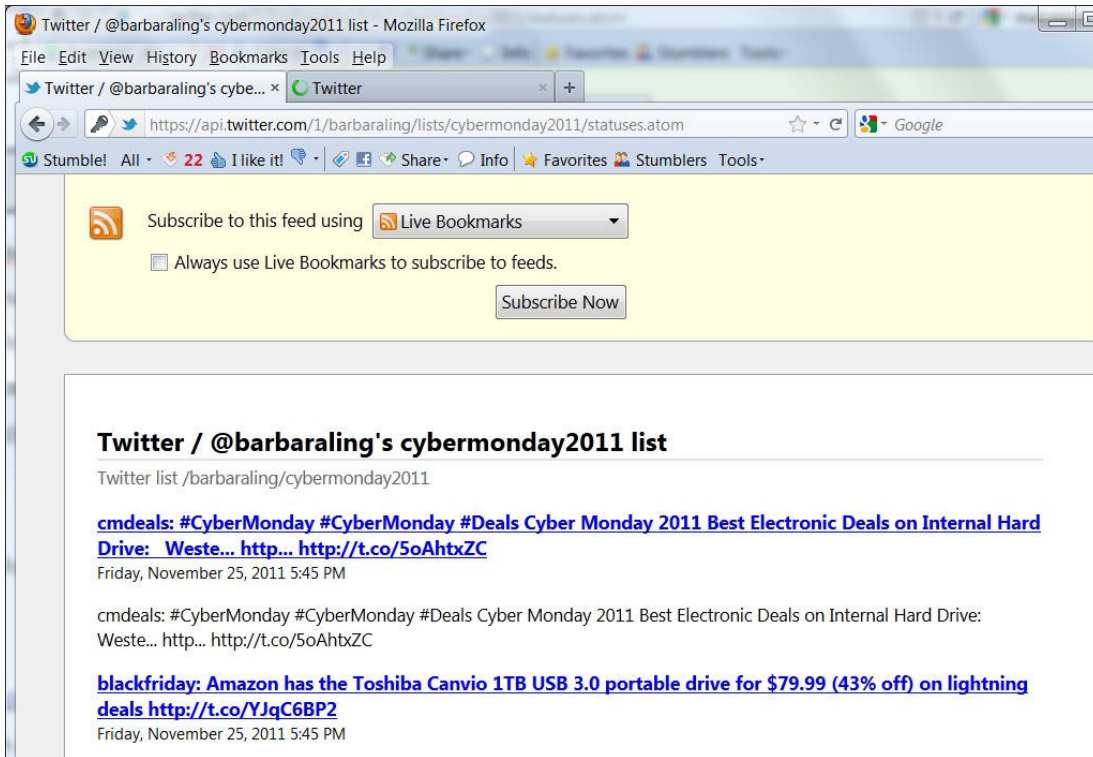 Twitter / @barbaraling's cybermonday2011 list - Mozilla Firefox
File Edit View History Bookmarks Tools Help
Twitter / @barbaraling's cybe... × Twitter × +
https://api.twitter.com/1/barbaraling/lists/cybermonday2011/statuses.atom Google
Stumble! All 22 I like it! Share Info Favorites Stumblers Tools
Subscribe to this feed using Live Bookmarks
Always use Live Bookmarks to subscribe to feeds.
Subscribe Now
Twitter / @barbaraling's cybermonday2011 list
Twitter list /barbaraling/cybermonday2011
cmdeals: #CyberMonday #CyberMonday #Deals Cyber Monday 2011 Best Electronic Deals on Internal Hard
Drive: Weste... http... http://t.co/5oAhtxZC
Friday, November 25, 2011 5:45 PM
cmdeals: #CyberMonday #CyberMonday #Deals Cyber Monday 2011 Best Electronic Deals on Internal Hard Drive:
Weste... http... http://t.co/5oAhtxZC
blackfriday: Amazon has the Toshiba Canvio 1TB USB 3.0 portable drive for $79.99 (43% off) on lightning
deals http://t.co/YJqC6BP2
Friday, November 25, 2011 5:45 PM